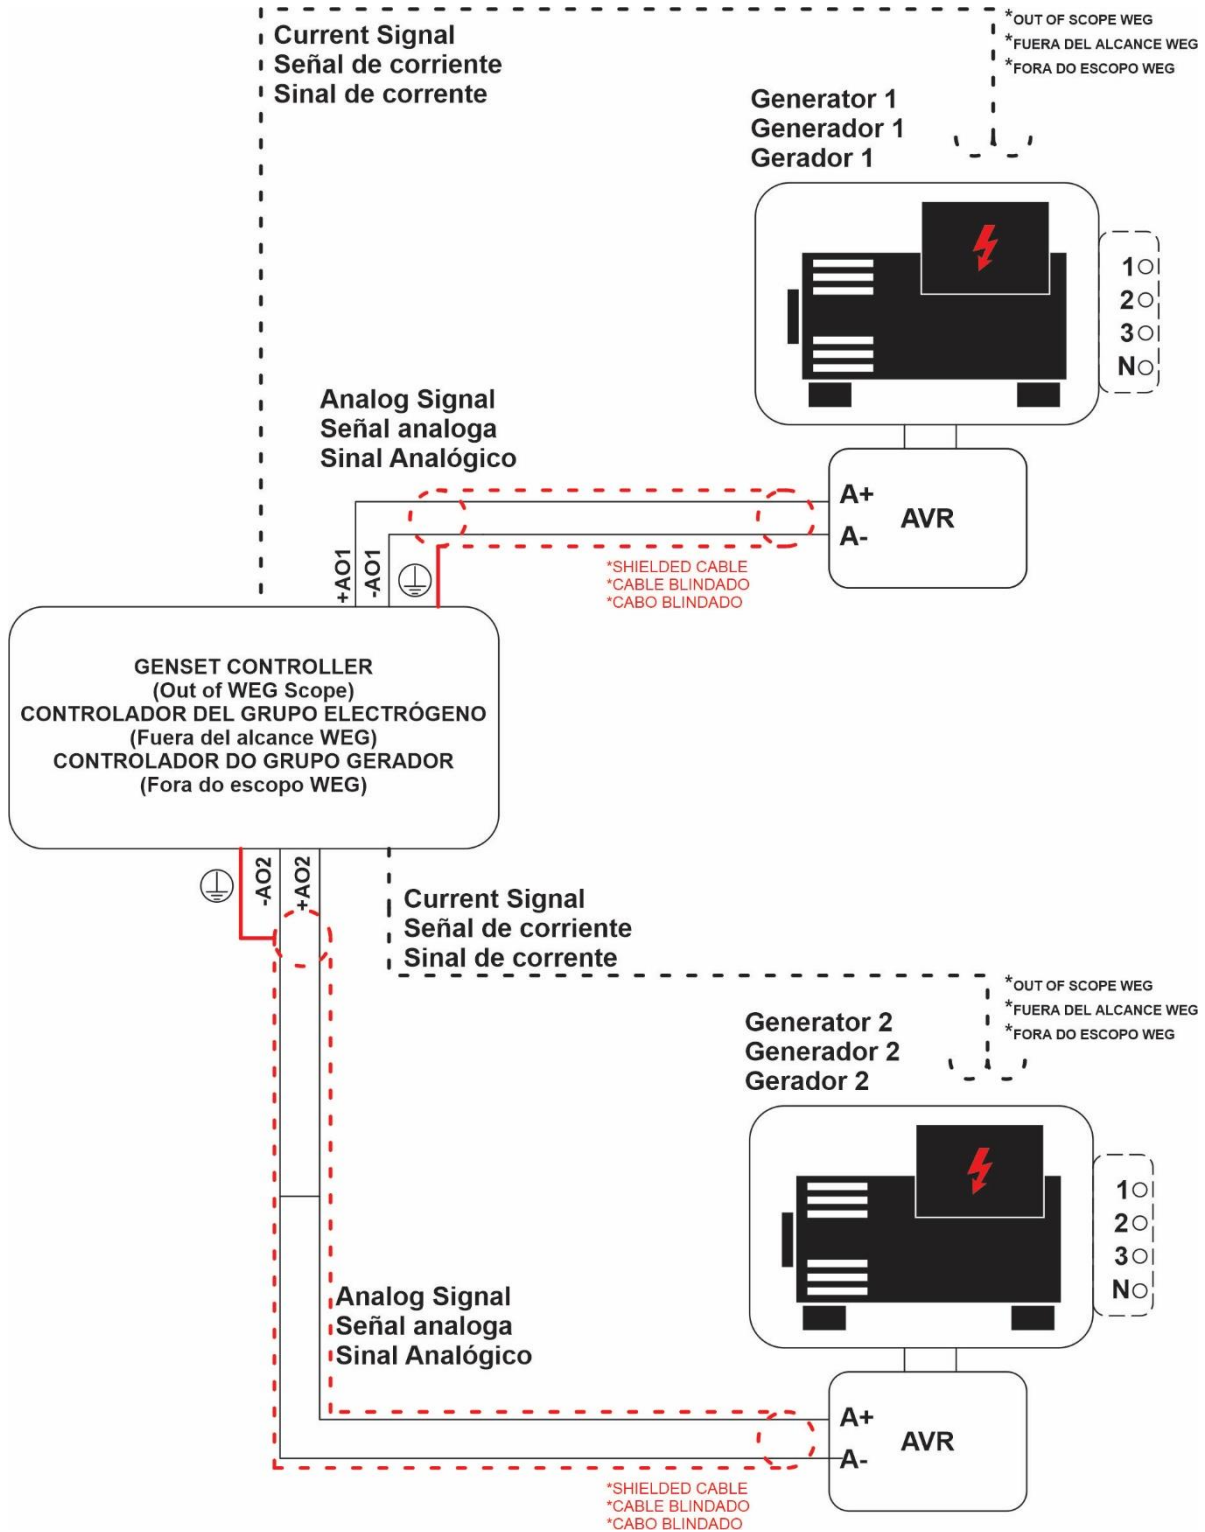 Current Signal
Señal de corriente
Sinal de corrente
*OUT OF SCOPE WEG
*FUERA DEL ALCANCE WEG
*FORA DO ESCOPO WEG
Generator 1
Generador 1
Gerador 1
1
2
3
N
Analog Signal
Señal analoga
Sinal Analógico
A+
AVR
A-
+AO1
-AO1
*SHIELDED CABLE
*CABLE BLINDADO
*CABO BLINDADO
GENSET CONTROLLER
(Out of WEG Scope)
CONTROLADOR DEL GRUPO ELECTRÓGENO
(Fuera del alcance WEG)
CONTROLADOR DO GRUPO GERADOR
(Fora do escopo WEG)
-AO2
+AO2
Current Signal
Señal de corriente
Sinal de corrente
*OUT OF SCOPE WEG
*FUERA DEL ALCANCE WEG
*FORA DO ESCOPO WEG
Generator 2
Generador 2
Gerador 2
1
2
3
N
Analog Signal
Señal analoga
Sinal Analógico
A+
AVR
A-
*SHIELDED CABLE
*CABLE BLINDADO
*CABO BLINDADO